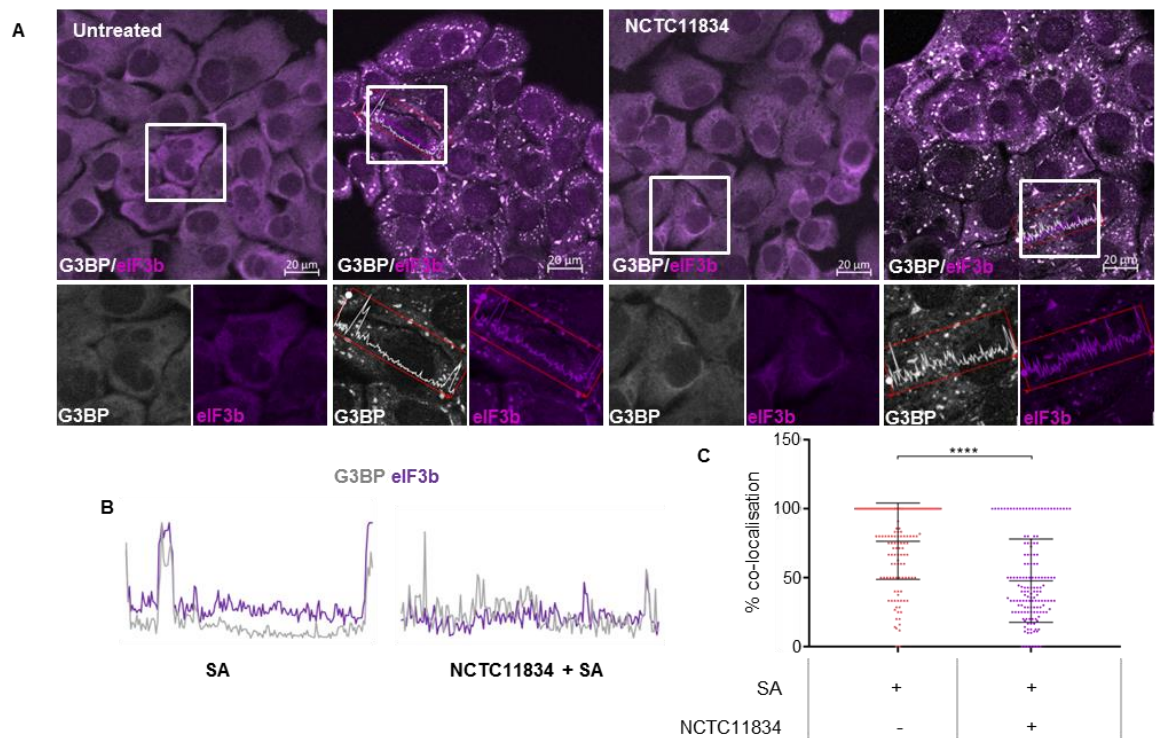 A
Untreated
NCTC11834
G3BP/eIF3b
20 μm
G3BP/eIF3b
20 μm
G3BP/eIF3b
20 μm
G3BP/eIF3b
20 μm
G3BP
eIF3b
G3BP
eIF3b
G3BP
eIF3b
G3BP
eIF3b
G3BP eIF3b
B
SA
NCTC11834 + SA
C
****
150
100
50
0
% co-localisation
SA + +
NCTC11834 - +